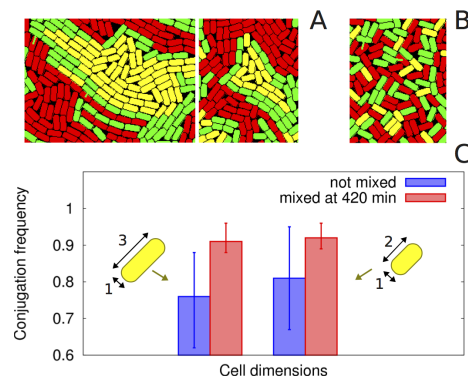 A
B
C
not mixed
mixed at 420 min
Conjugation frequency
1
0.9
0.8
0.7
0.6
3
1
2
1
Cell dimensions